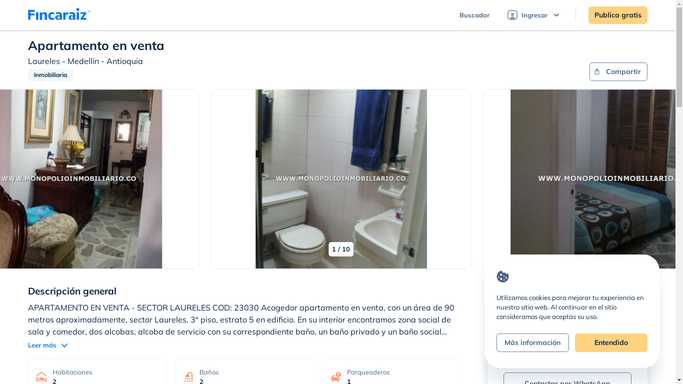 Fincaraiz
Buscador
Ingresar
Publica gratis
Apartamento en venta
Laureles - Medellín - Antioquia
Inmobiliaria
Compartir
WWW.MONOPOLIOINMOBILIARIO.CO
WWW.MONOPOLIOINMOBILIARIO.CO
WWW.MONOPOLIOINMOBILIARI
1 / 10
Descripción general
APARTAMENTO EN VENTA - SECTOR LAURELES COD: 23030 Acogedor apartamento en venta, con un área de 90
metros aproximadamente, sector Laureles, 3° piso, estrato 5 en edificio. En su interior encontramos zona social de
sala y comedor, dos alcobas, alcoba de servicio con su correspondiente baño, un baño privado y un baño social...
Leer más
Habitaciones
2
Baños
2
Parqueaderos
1
Utilizamos cookies para mejorar tu experiencia en
nuestro sitio web. Al continuar en el sitio
consideramos que aceptas su uso.
Más información
Entendido
Contactar por WhatsApp